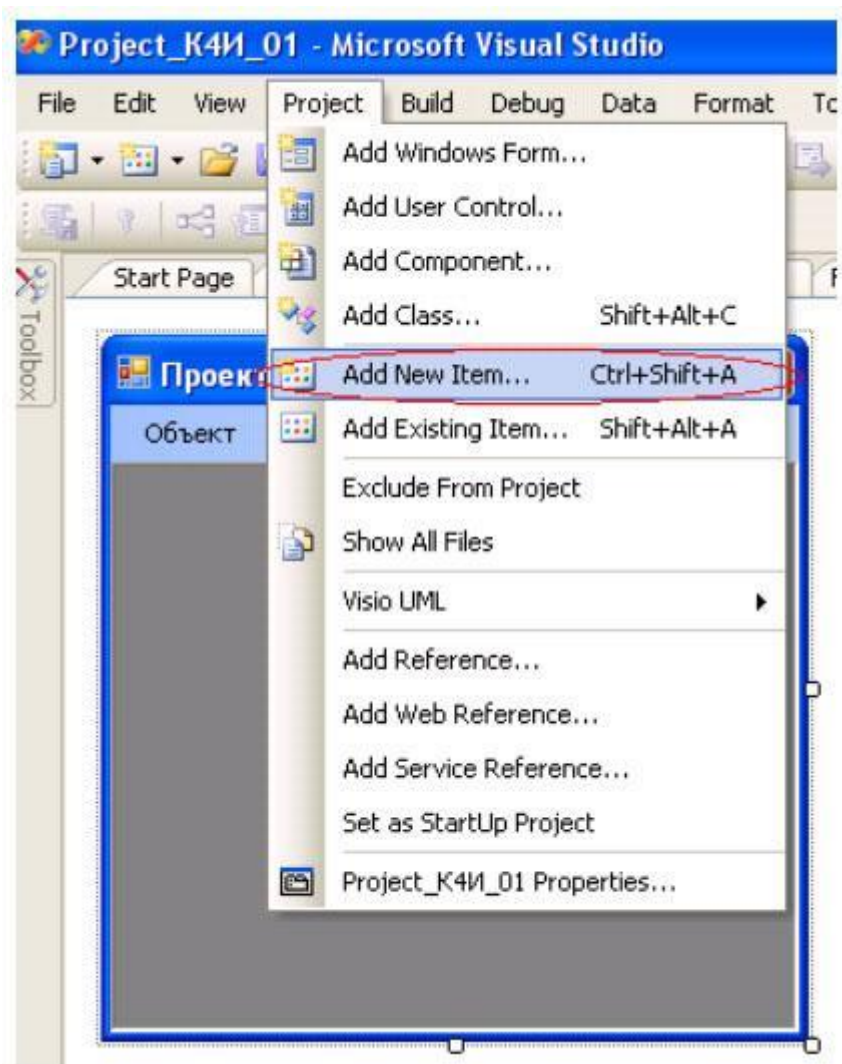 Project_К4И_01 - Microsoft Visual Studio
File Edit View Project Build Debug Data Format
Add Windows Form...
Add User Control...
Add Component...
Start Page
Add Class... Shift+Alt+C
Toolbox
Add New Item... Ctrl+Shift+A
Объект
Add Existing Item... Shift+Alt+A
Exclude From Project
Show All Files
Visio UML
Add Reference...
Add Web Reference...
Add Service Reference...
Set as StartUp Project
Project_К4И_01 Properties...